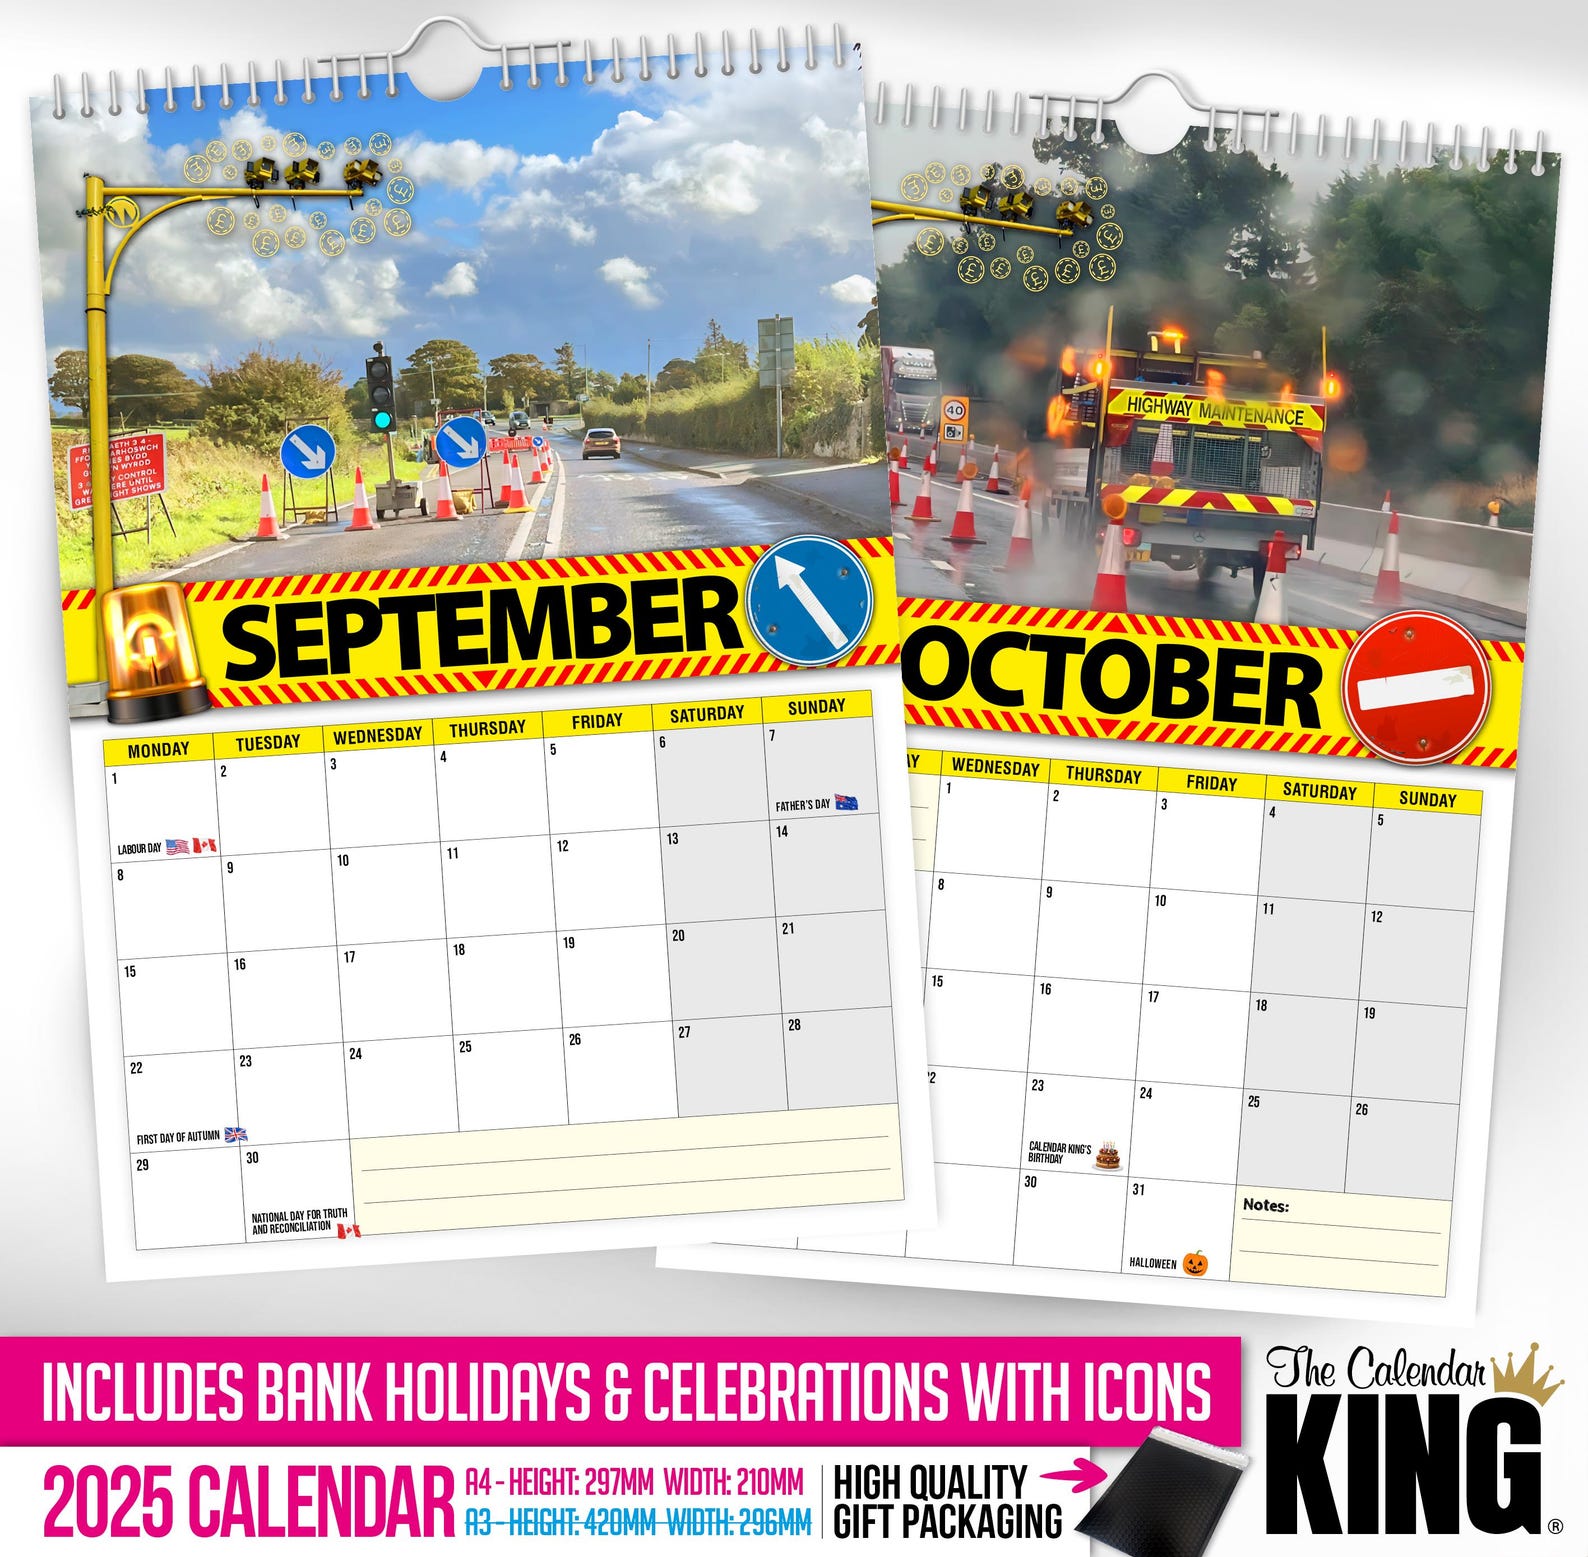 SEPTEMBER
MONDAY TUESDAY WEDNESDAY THURSDAY FRIDAY SATURDAY SUNDAY
1 2 3 4 5 6 7
LABOUR DAY
FATHER'S DAY
8 9 10 11 12 13 14
15 16 17 18 19 20 21
22 23 24 25 26 27 28
FIRST DAY OF AUTUMN
29 30
NATIONAL DAY FOR TRUTH
AND RECONCILIATION
40
HIGHWAY MAINTENANCE
OCTOBER
AY WEDNESDAY THURSDAY FRIDAY SATURDAY SUNDAY
1 2 3 4 5
8 9 10 11 12
15 16 17 18 19
22 23 24 25 26
CALENDAR KING'S
BIRTHDAY
30 31
HALLOWEEN
Notes:
INCLUDES BANK HOLIDAYS & CELEBRATIONS WITH ICONS
2025 CALENDAR
A4 - HEIGHT: 297MM WIDTH: 210MM
A3 - HEIGHT: 420MM WIDTH: 296MM
HIGH QUALITY
GIFT PACKAGING
The Calendar
KING®